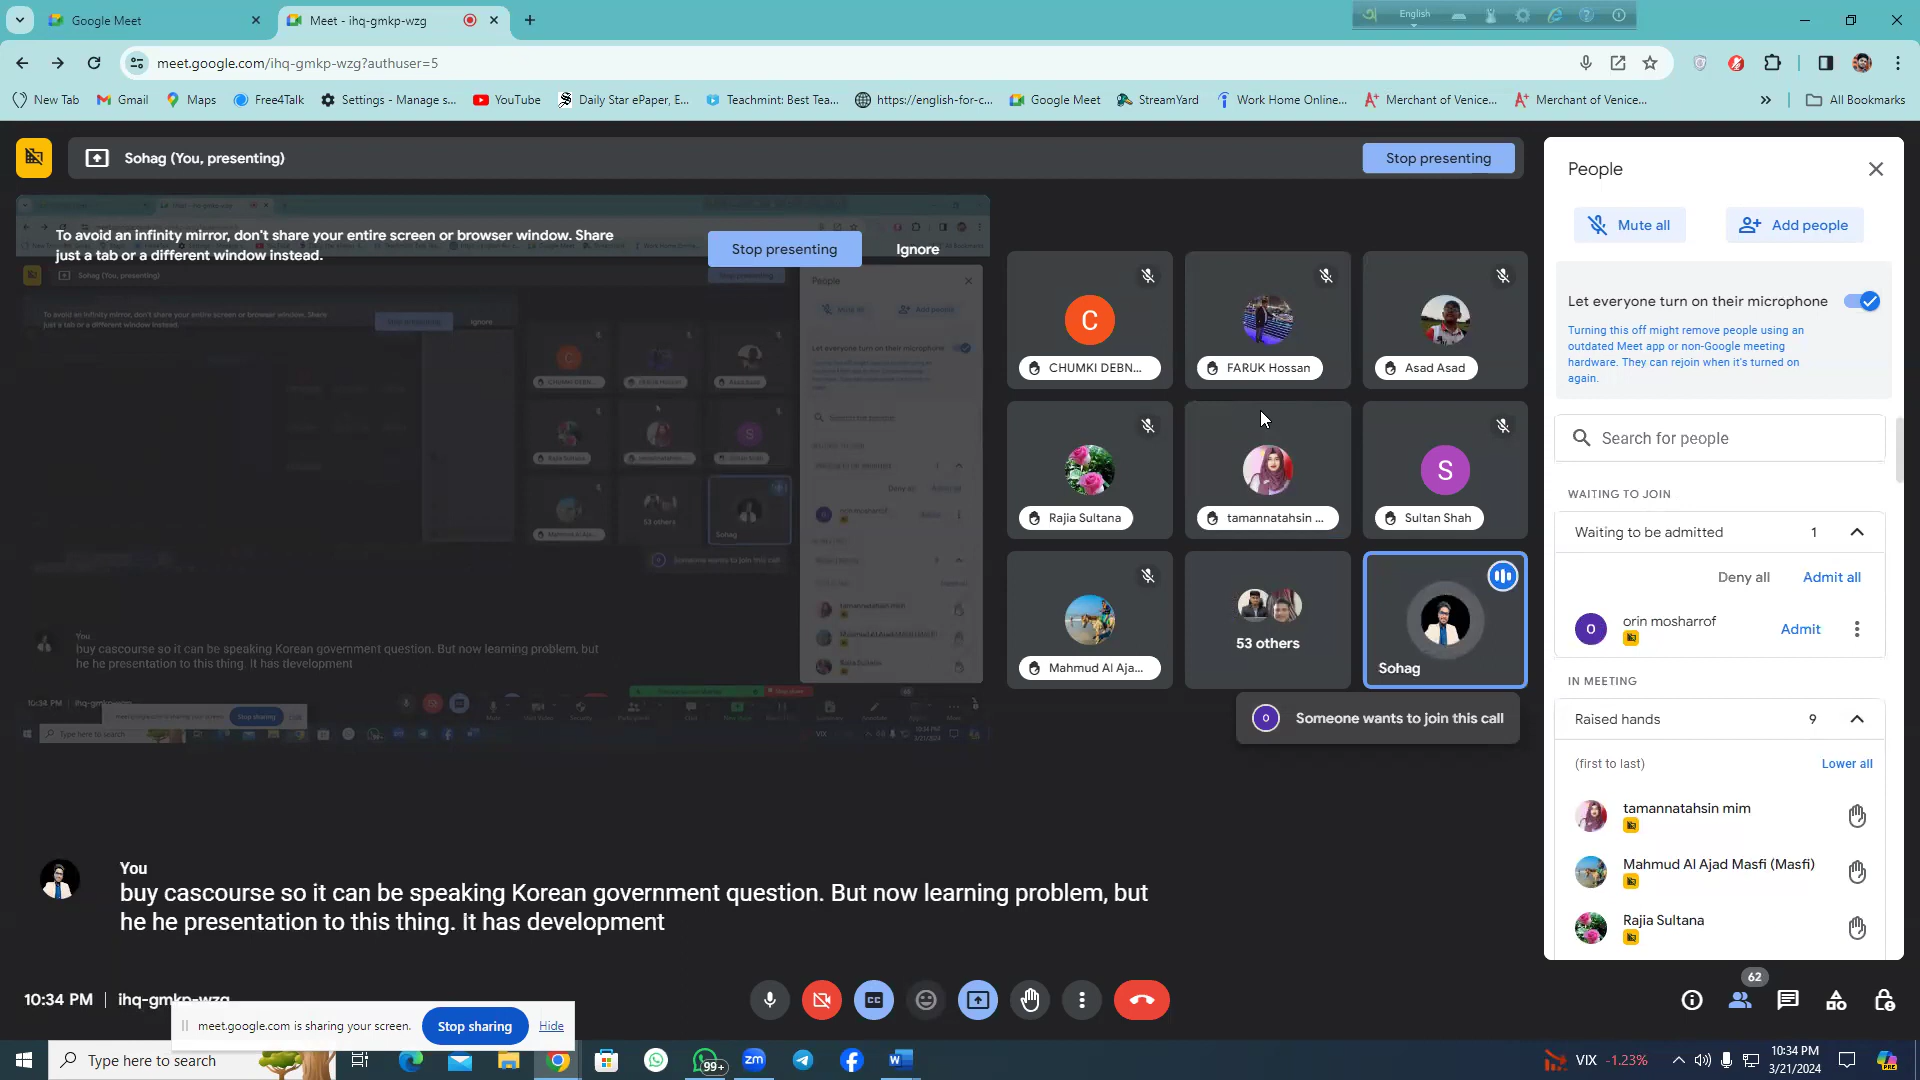 Google Meet
Meet - ihq-gmkp-wzg
English
meet.google.com/ihq-gmkp-wzg?authuser=5
New Tab
Gmail
Maps
Free4Talk
Settings - Manage s...
YouTube
Daily Star ePaper, E...
Teachmint: Best Tea...
https://english-for-c...
Google Meet
StreamYard
Work Home Online...
Merchant of Venice...
Merchant of Venice...
All Bookmarks
Sohag (You, presenting)
Stop presenting
To avoid an infinity mirror, don't share your entire screen or browser window. Share
just a tab or a different window instead.
Stop presenting
Ignore
CHUMKI DEBN...
FARUK Hossan
Asad Asad
Rajia Sultana
tamannatahsin ...
S
Sultan Shah
C
Mahmud Al Aja...
53 others
Sohag
Someone wants to join this call
You
buy cascourse so it can be speaking Korean government question. But now learning problem, but
he he presentation to this thing. It has development
People
Mute all
Add people
Let everyone turn on their microphone
Turning this off might remove people using an
outdated Meet app or non-Google meeting
hardware. They can rejoin when it's turned on
again.
Search for people
WAITING TO JOIN
Waiting to be admitted 1
Deny all
Admit all
orin mosharrof
Admit
IN MEETING
Raised hands 9
(first to last)
Lower all
tamannatahsin mim
Mahmud Al Ajad Masfi (Masfi)
Rajia Sultana
62
10:34 PM
ihq-gmkp-wzg
meet.google.com is sharing your screen.
Stop sharing
Hide
Type here to search
99+
zm
VIX -1.23%
10:34 PM
3/21/2024